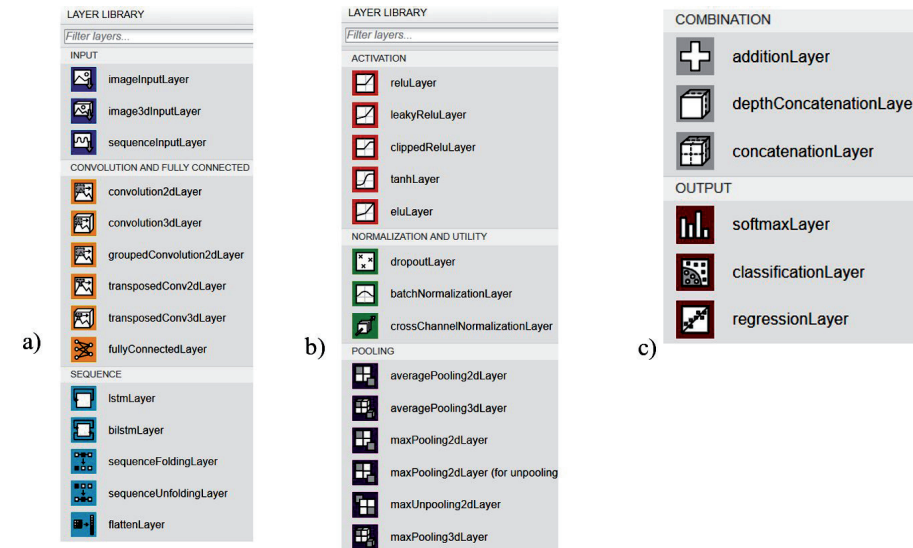 LAYER LIBRARY
Filter layers...
INPUT
imageInputLayer
image3dInputLayer
sequenceInputLayer
CONVOLUTION AND FULLY CONNECTED
convolution2dLayer
convolution3dLayer
groupedConvolution2dLayer
transposedConv2dLayer
transposedConv3dLayer
fullyConnectedLayer
SEQUENCE
lstmLayer
bilstmLayer
sequenceFoldingLayer
sequenceUnfoldingLayer
flattenLayer
a)
LAYER LIBRARY
Filter layers...
ACTIVATION
reluLayer
leakyReluLayer
clippedReluLayer
tanhLayer
eluLayer
NORMALIZATION AND UTILITY
dropoutLayer
batchNormalizationLayer
crossChannelNormalizationLayer
POOLING
averagePooling2dLayer
averagePooling3dLayer
maxPooling2dLayer
maxPooling2dLayer (for unpooling
maxUnpooling2dLayer
maxPooling3dLayer
b)
COMBINATION
additionLayer
depthConcatenationLaye
concatenationLayer
OUTPUT
softmaxLayer
classificationLayer
regressionLayer
c)